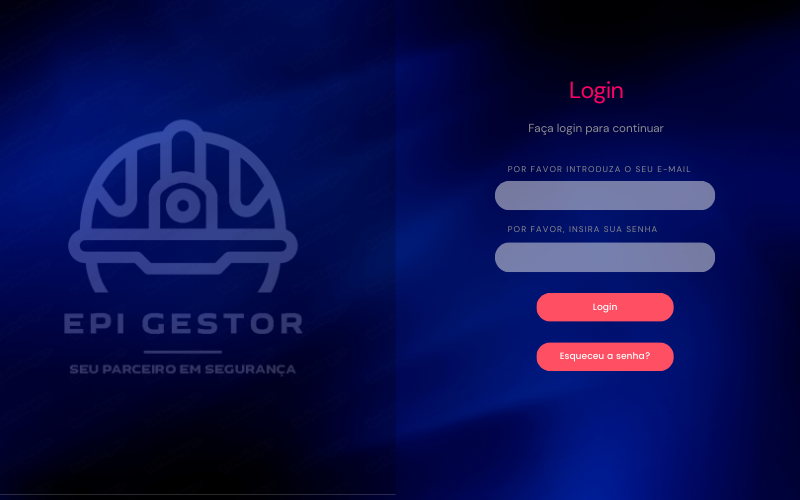 EPI GESTOR
SEU PARCEIRO EM SEGURANÇA
Login
Faça login para continuar
POR FAVOR INTRODUZA O SEU E-MAIL
POR FAVOR, INSIRA SUA SENHA
Login
Esqueceu a senha?